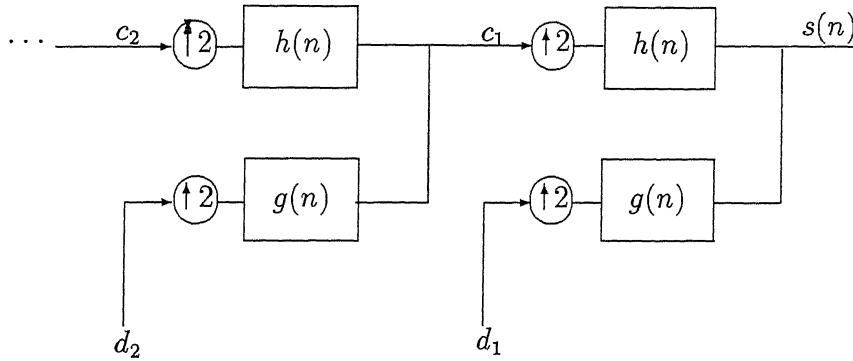 ··· c₂ ↑2 h(n) c₁ ↑2 h(n) s(n)
↑2 g(n) ↑2 g(n)
d₂ d₁